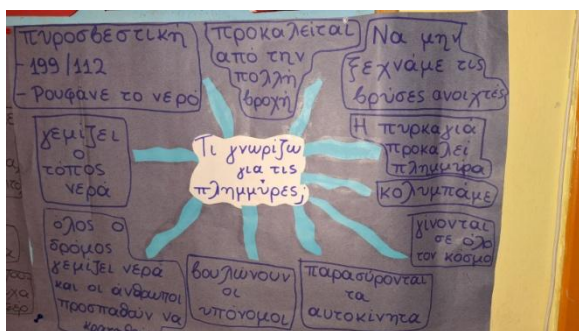 πυροσβεστική
- 199/112
- Ρουφάνε το νερό
προκαλείται
από την
πολλή
βροχή
Να μην
ξεχνάμε τις
βρύσες ανοιχτές
γεμίζει
ο
τόπος
νερά
Τι γνωρίζω
για τις
πλημμύρες;
Η πυρκαγιά
προκαλεί
πλημμύρα
κολυμπάμε
γίνονται
σε όλο
τον κόσμο
όλος ο
δρόμος
γεμίζει νερά
και οι άνθρωποι
προσπαθούν να
βουλώνουν
οι
υπόνομοι
παρασύρονται
τα
αυτοκίνητα